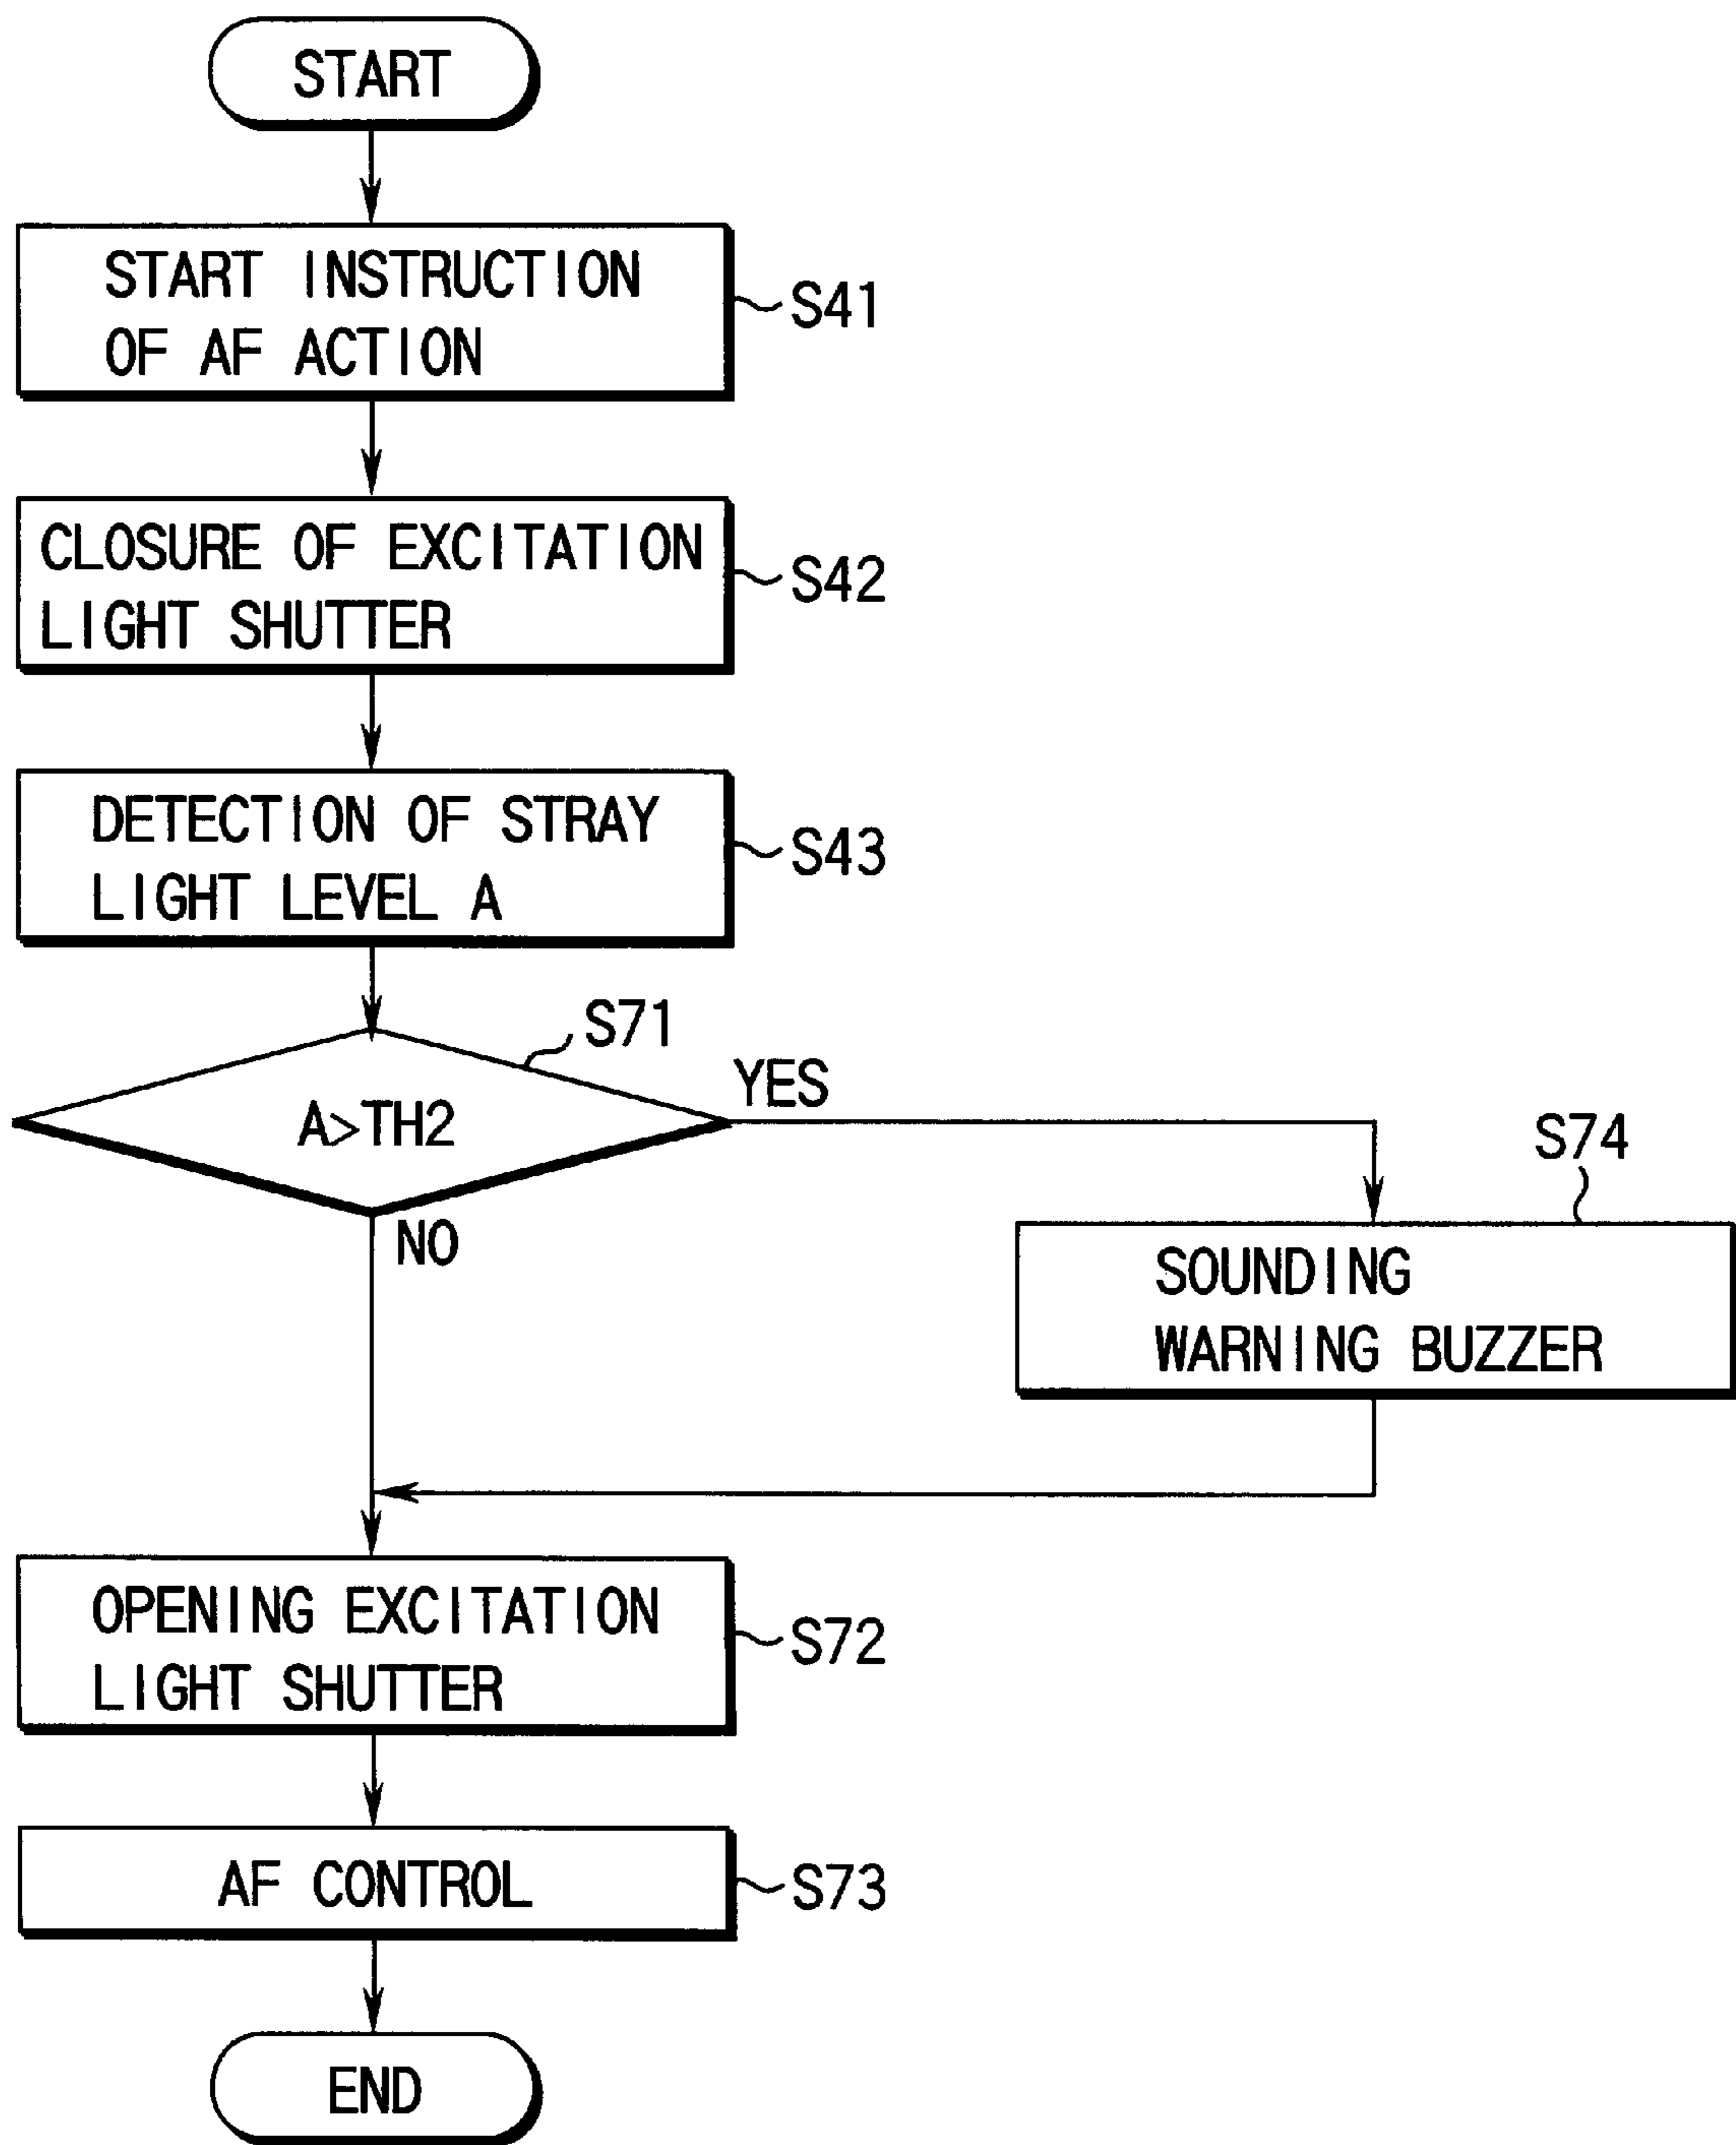 START
START INSTRUCTION
OF AF ACTION
S41
CLOSURE OF EXCITATION
LIGHT SHUTTER
S42
DETECTION OF STRAY
LIGHT LEVEL A
S43
S71
A>TH2
YES
NO
S74
SOUNDING
WARNING BUZZER
OPENING EXCITATION
LIGHT SHUTTER
S72
AF CONTROL
S73
END